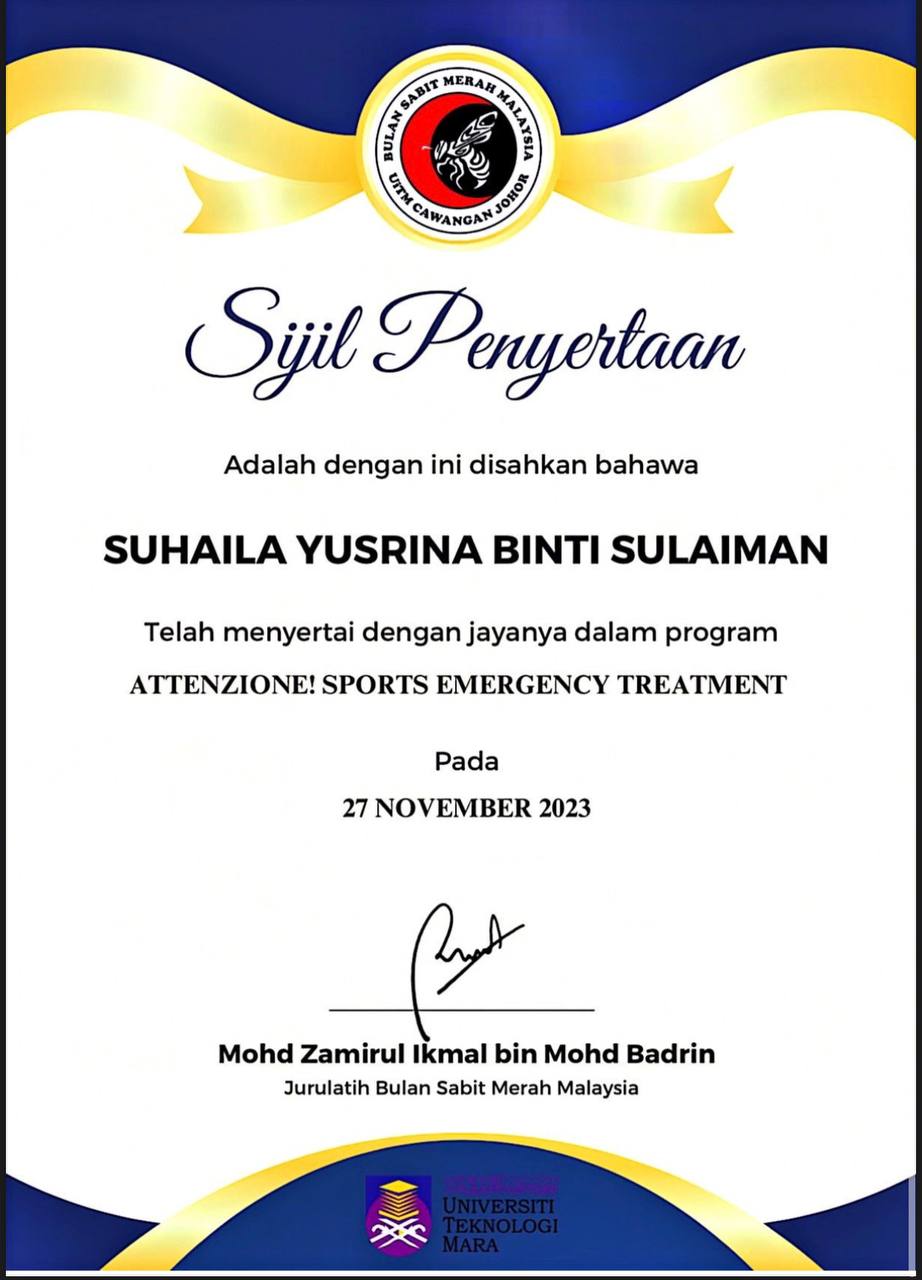 BULAN SABIT MERAH MALAYSIA
UiTM CAWANGAN JOHOR
Sijil Penyertaan
Adalah dengan ini disahkan bahawa
SUHAILA YUSRINA BINTI SULAIMAN
Telah menyertai dengan jayanya dalam program
ATTENZIONE! SPORTS EMERGENCY TREATMENT
Pada
27 NOVEMBER 2023
Mohd Zamirul Ikmal bin Mohd Badrin
Jurulatih Bulan Sabit Merah Malaysia
UNIVERSITI
TEKNOLOGI
MARA